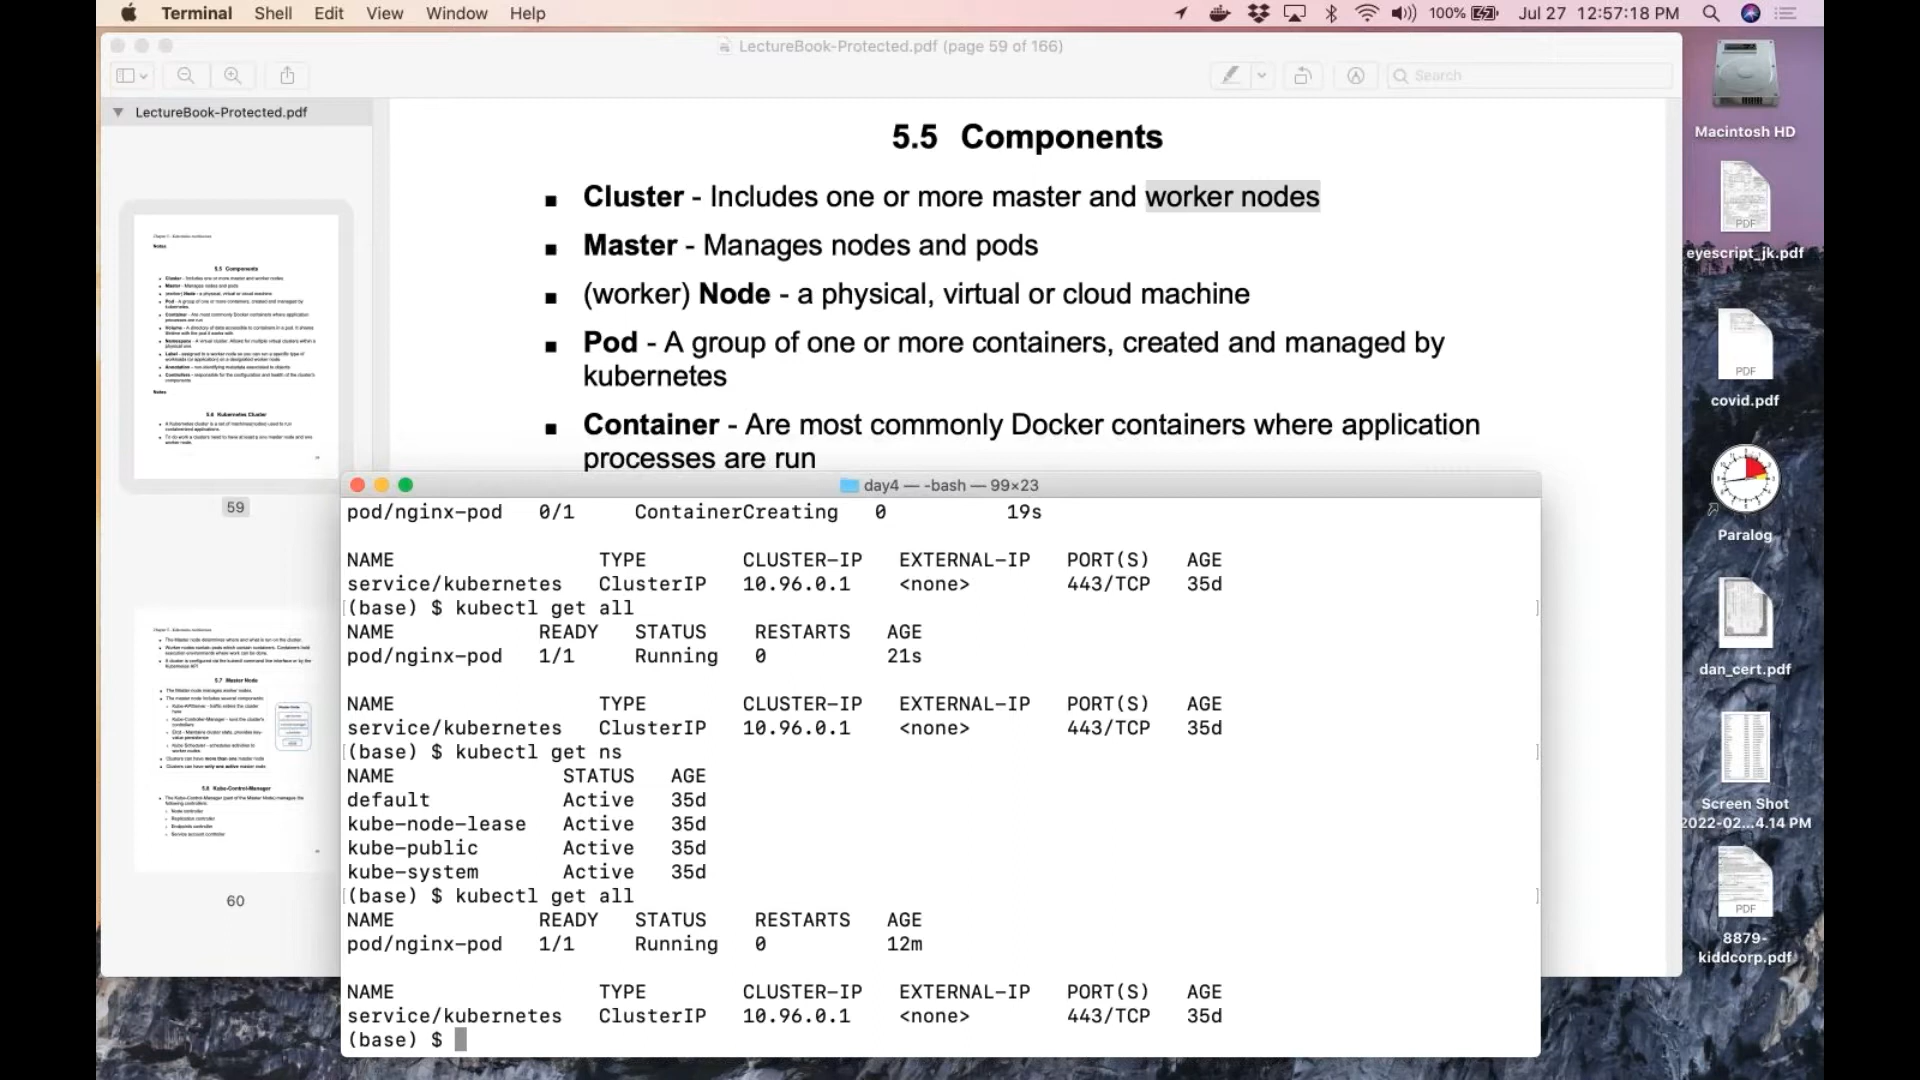 Terminal Shell Edit View Window Help 100% Jul 27 12:57:18 PM
LectureBook-Protected.pdf (page 59 of 166)
Search
LectureBook-Protected.pdf
5.5 Components
Cluster - Includes one or more master and worker nodes
Master - Manages nodes and pods
(worker) Node - a physical, virtual or cloud machine
Pod - A group of one or more containers, created and managed by
kubernetes
Container - Are most commonly Docker containers where application
processes are run
59
60
day4 — -bash — 99×23
pod/nginx-pod 0/1 ContainerCreating 0 19s
NAME TYPE CLUSTER-IP EXTERNAL-IP PORT(S) AGE
service/kubernetes ClusterIP 10.96.0.1 <none> 443/TCP 35d
(base) $ kubectl get all
NAME READY STATUS RESTARTS AGE
pod/nginx-pod 1/1 Running 0 21s
NAME TYPE CLUSTER-IP EXTERNAL-IP PORT(S) AGE
service/kubernetes ClusterIP 10.96.0.1 <none> 443/TCP 35d
(base) $ kubectl get ns
NAME STATUS AGE
default Active 35d
kube-node-lease Active 35d
kube-public Active 35d
kube-system Active 35d
(base) $ kubectl get all
NAME READY STATUS RESTARTS AGE
pod/nginx-pod 1/1 Running 0 12m
NAME TYPE CLUSTER-IP EXTERNAL-IP PORT(S) AGE
service/kubernetes ClusterIP 10.96.0.1 <none> 443/TCP 35d
(base) $
Macintosh HD
PDF
eyescript_jk.pdf
PDF
covid.pdf
Paralog
dan_cert.pdf
Screen Shot
2022-02...4.14 PM
PDF
8879-
kiddcorp.pdf